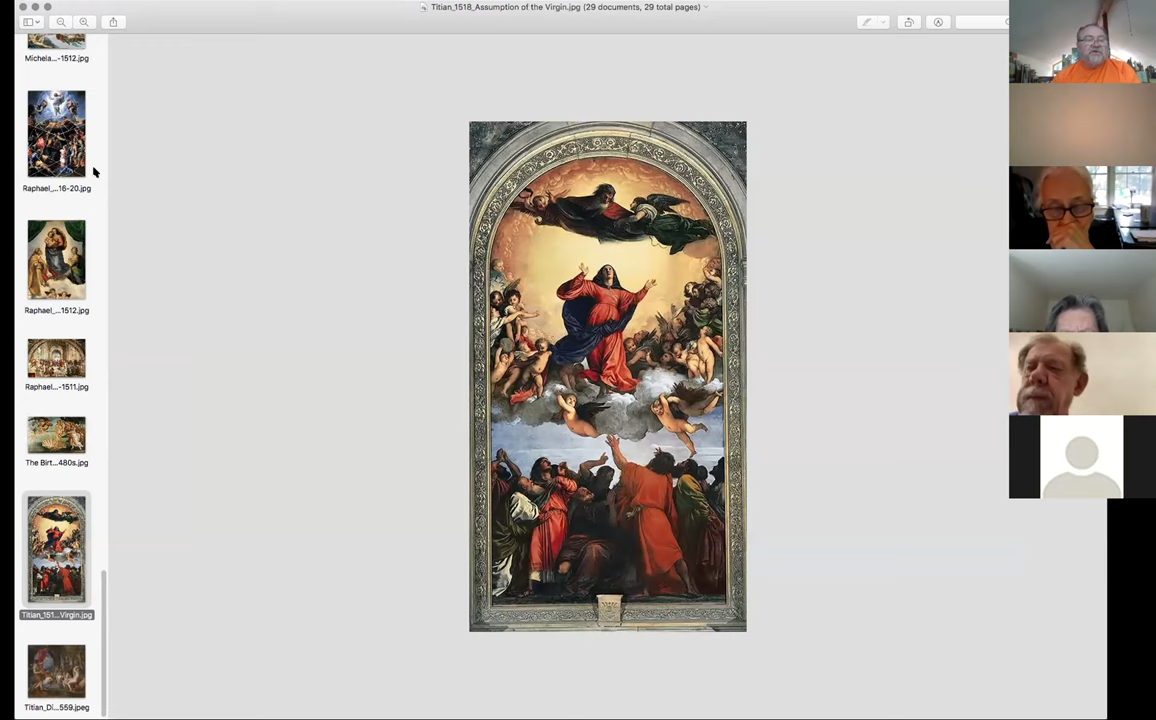 Titian_1518_Assumption of the Virgin.jpg (29 documents, 29 total pages)
Michela...-1512.jpg
Raphael_...16-20.jpg
Raphael_...1512.jpg
Raphael...-1511.jpg
The Birt...480s.jpg
Titian_151...Virgin.jpg
Titian_Di...559.jpeg